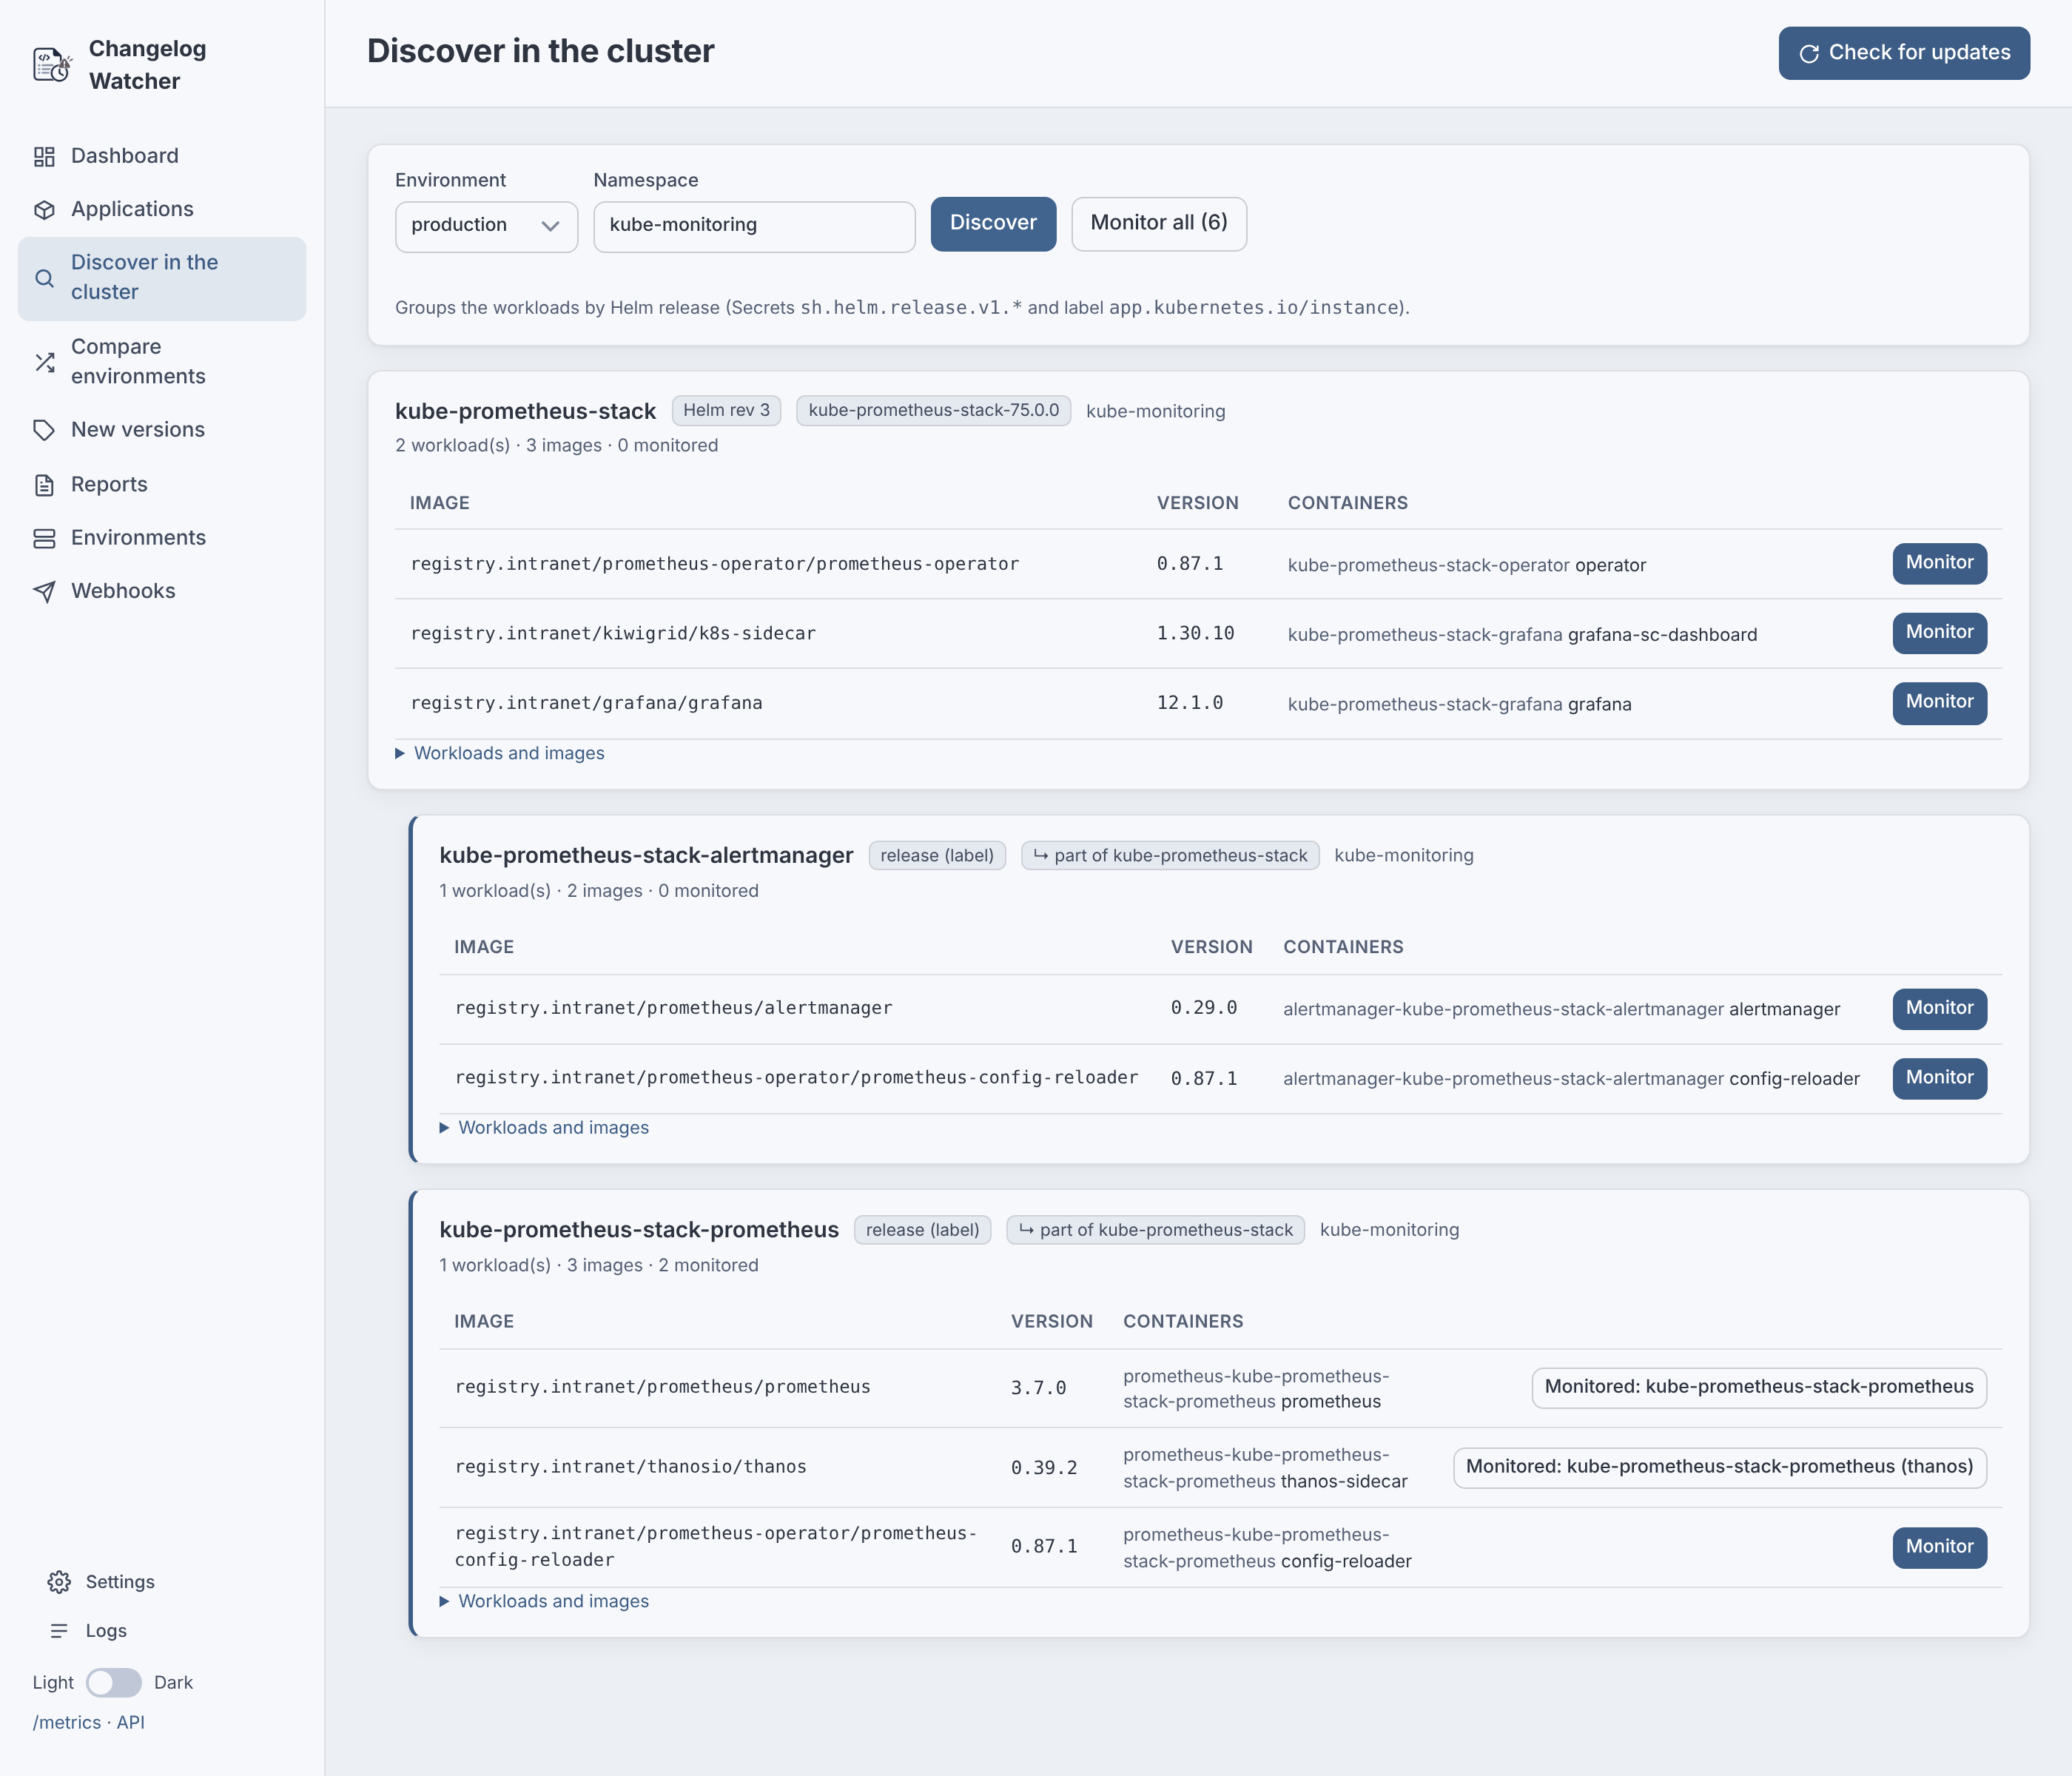 Changelog
Watcher
Dashboard
Applications
Discover in the
cluster
Compare
environments
New versions
Reports
Environments
Webhooks
Settings
Logs
Light Dark
/metrics · API
Discover in the cluster
Check for updates
Environment Namespace
production kube-monitoring Discover Monitor all (6)
Groups the workloads by Helm release (Secrets sh.helm.release.v1.* and label app.kubernetes.io/instance).
kube-prometheus-stack Helm rev 3 kube-prometheus-stack-75.0.0 kube-monitoring
2 workload(s) · 3 images · 0 monitored
IMAGE VERSION CONTAINERS
registry.intranet/prometheus-operator/prometheus-operator 0.87.1 kube-prometheus-stack-operator operator Monitor
registry.intranet/kiwigrid/k8s-sidecar 1.30.10 kube-prometheus-stack-grafana grafana-sc-dashboard Monitor
registry.intranet/grafana/grafana 12.1.0 kube-prometheus-stack-grafana grafana Monitor
▶ Workloads and images
kube-prometheus-stack-alertmanager release (label) ↳ part of kube-prometheus-stack kube-monitoring
1 workload(s) · 2 images · 0 monitored
IMAGE VERSION CONTAINERS
registry.intranet/prometheus/alertmanager 0.29.0 alertmanager-kube-prometheus-stack-alertmanager alertmanager Monitor
registry.intranet/prometheus-operator/prometheus-config-reloader 0.87.1 alertmanager-kube-prometheus-stack-alertmanager config-reloader Monitor
▶ Workloads and images
kube-prometheus-stack-prometheus release (label) ↳ part of kube-prometheus-stack kube-monitoring
1 workload(s) · 3 images · 2 monitored
IMAGE VERSION CONTAINERS
registry.intranet/prometheus/prometheus 3.7.0 prometheus-kube-prometheus-
stack-prometheus prometheus Monitored: kube-prometheus-stack-prometheus
registry.intranet/thanosio/thanos 0.39.2 prometheus-kube-prometheus-
stack-prometheus thanos-sidecar Monitored: kube-prometheus-stack-prometheus (thanos)
registry.intranet/prometheus-operator/prometheus-
config-reloader 0.87.1 prometheus-kube-prometheus-
stack-prometheus config-reloader Monitor
▶ Workloads and images